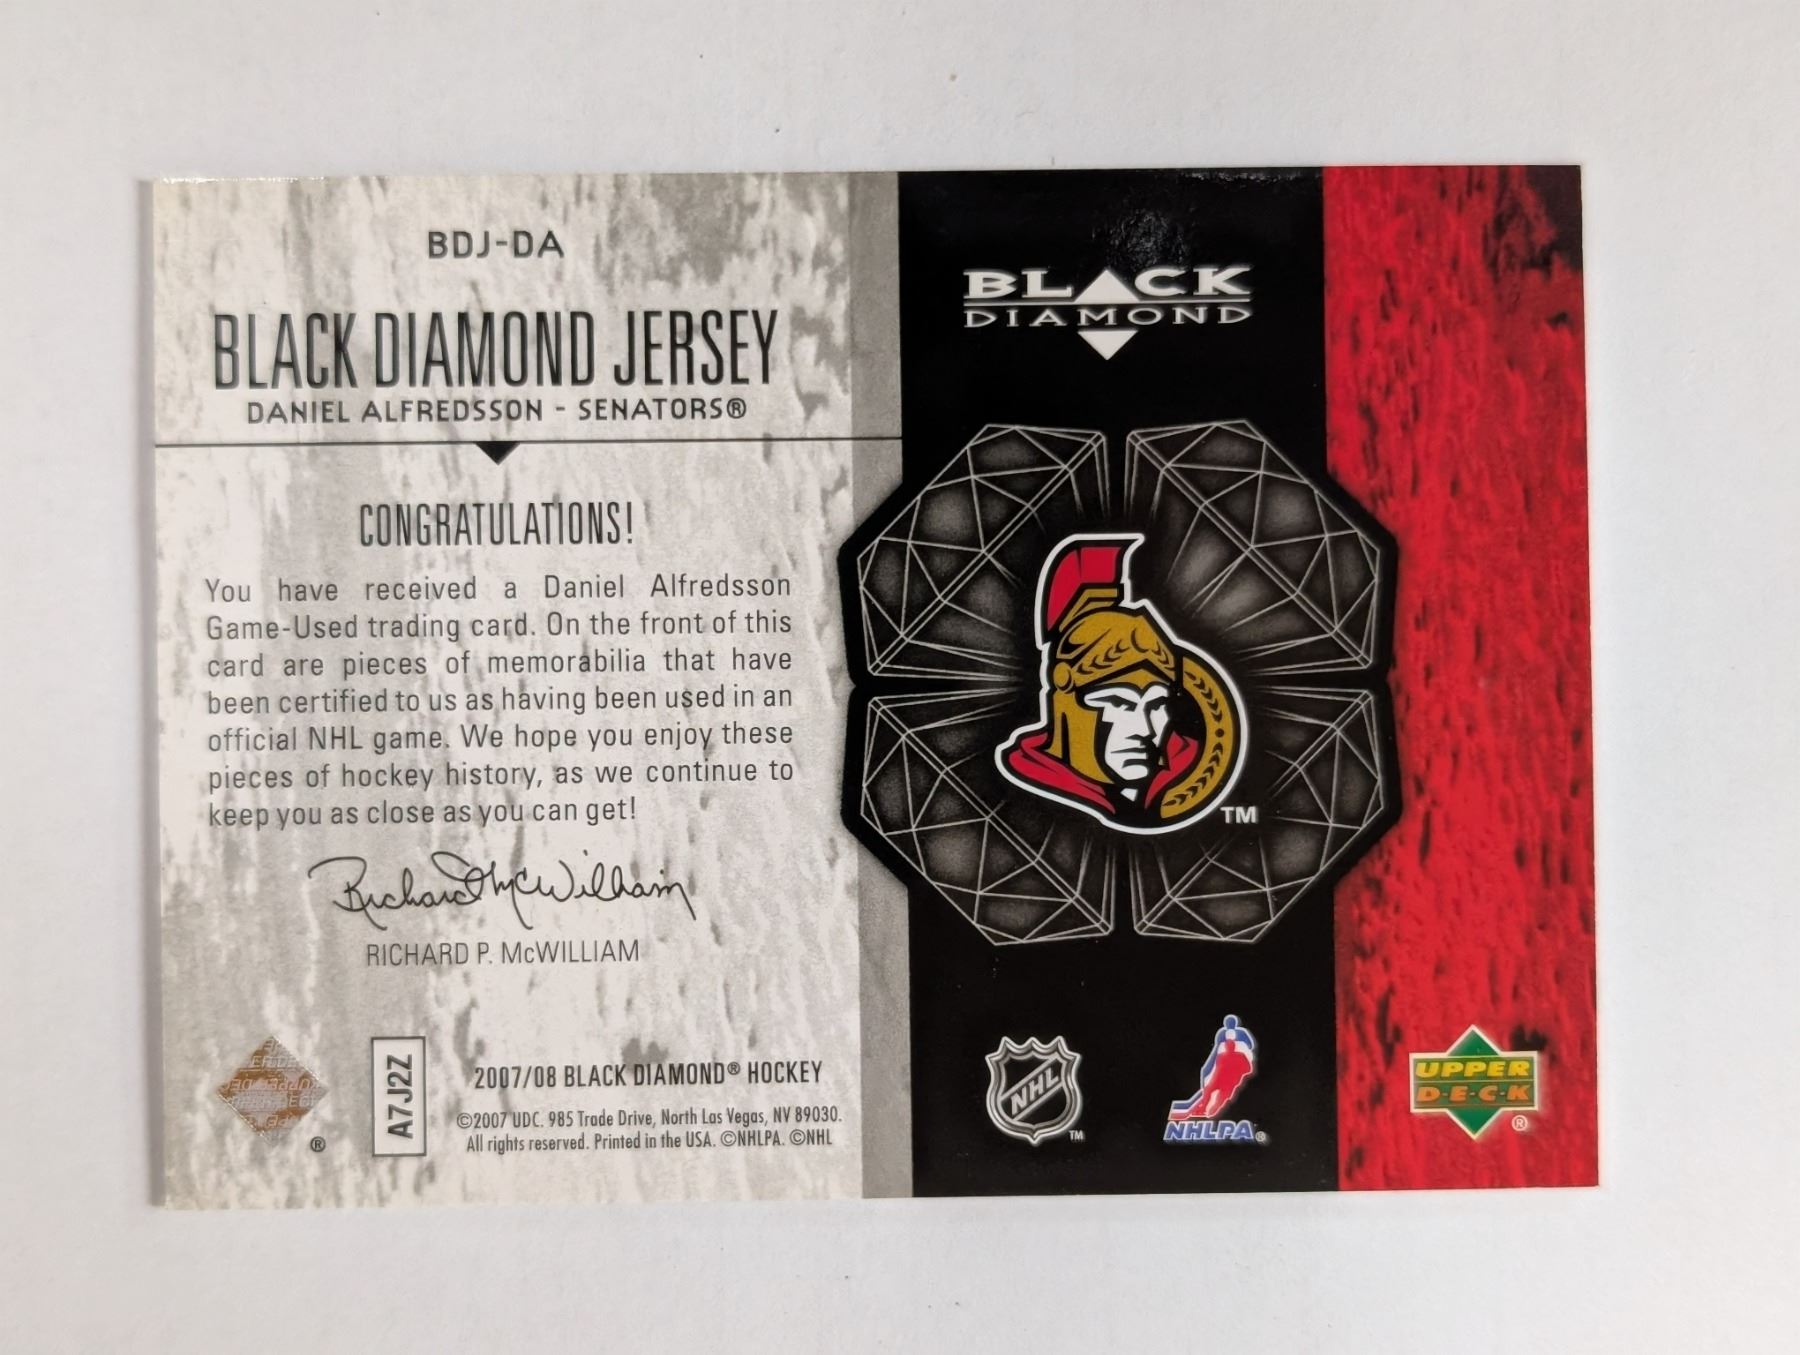 BDJ-DA
BLACK DIAMOND JERSEY
DANIEL ALFREDSSON - SENATORS®
CONGRATULATIONS!
You have received a Daniel Alfredsson
Game-Used trading card. On the front of this
card are pieces of memorabilia that have
been certified to us as having been used in an
official NHL game. We hope you enjoy these
pieces of hockey history, as we continue to
keep you as close as you can get!
Richard McWilliam
RICHARD P. McWILLIAM
®
A7J2Z
2007/08 BLACK DIAMOND® HOCKEY
©2007 UDC. 985 Trade Drive, North Las Vegas, NV 89030.
All rights reserved. Printed in the USA. ©NHLPA. ©NHL
BLACK
DIAMOND
TM
NHL
TM
NHLPA®
UPPER
D·E·C·K
®